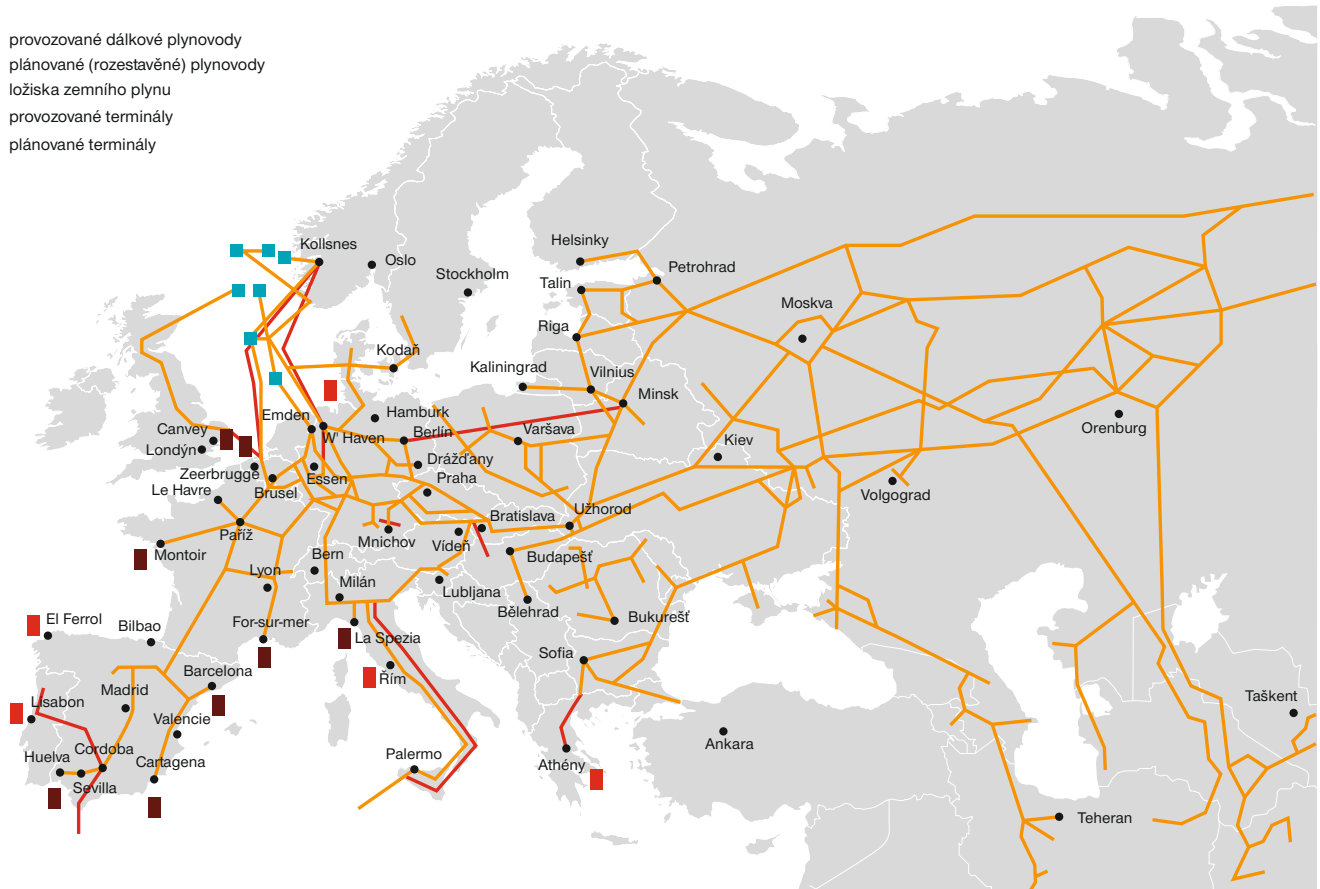 provozované dálkové plynovody
plánované (rozestavěné) plynovody
ložiska zemního plynu
provozované terminály
plánované terminály
Kollsnes
Oslo
Stockholm
Helsinky
Petrohrad
Talin
Moskva
Riga
Kodaň
Kaliningrad
Vilnius
Minsk
Hamburk
Emden
W' Haven
Berlín
Varšava
Canvey
Londýn
Kiev
Orenburg
Zeerbrugge
Essen
Drážďany
Praha
Le Havre
Brusel
Volgograd
Paříž
Bratislava
Užhorod
Montoir
Mnichov
Vídeň
Bern
Budapešť
Lyon
Milán
Lubljana
Bělehrad
El Ferrol
Bilbao
For-sur-mer
La Spezia
Bukurešť
Sofia
Barcelona
Řím
Madrid
Lisabon
Valencie
Taškent
Ankara
Huelva
Cordoba
Cartagena
Sevilla
Palermo
Athény
Teheran